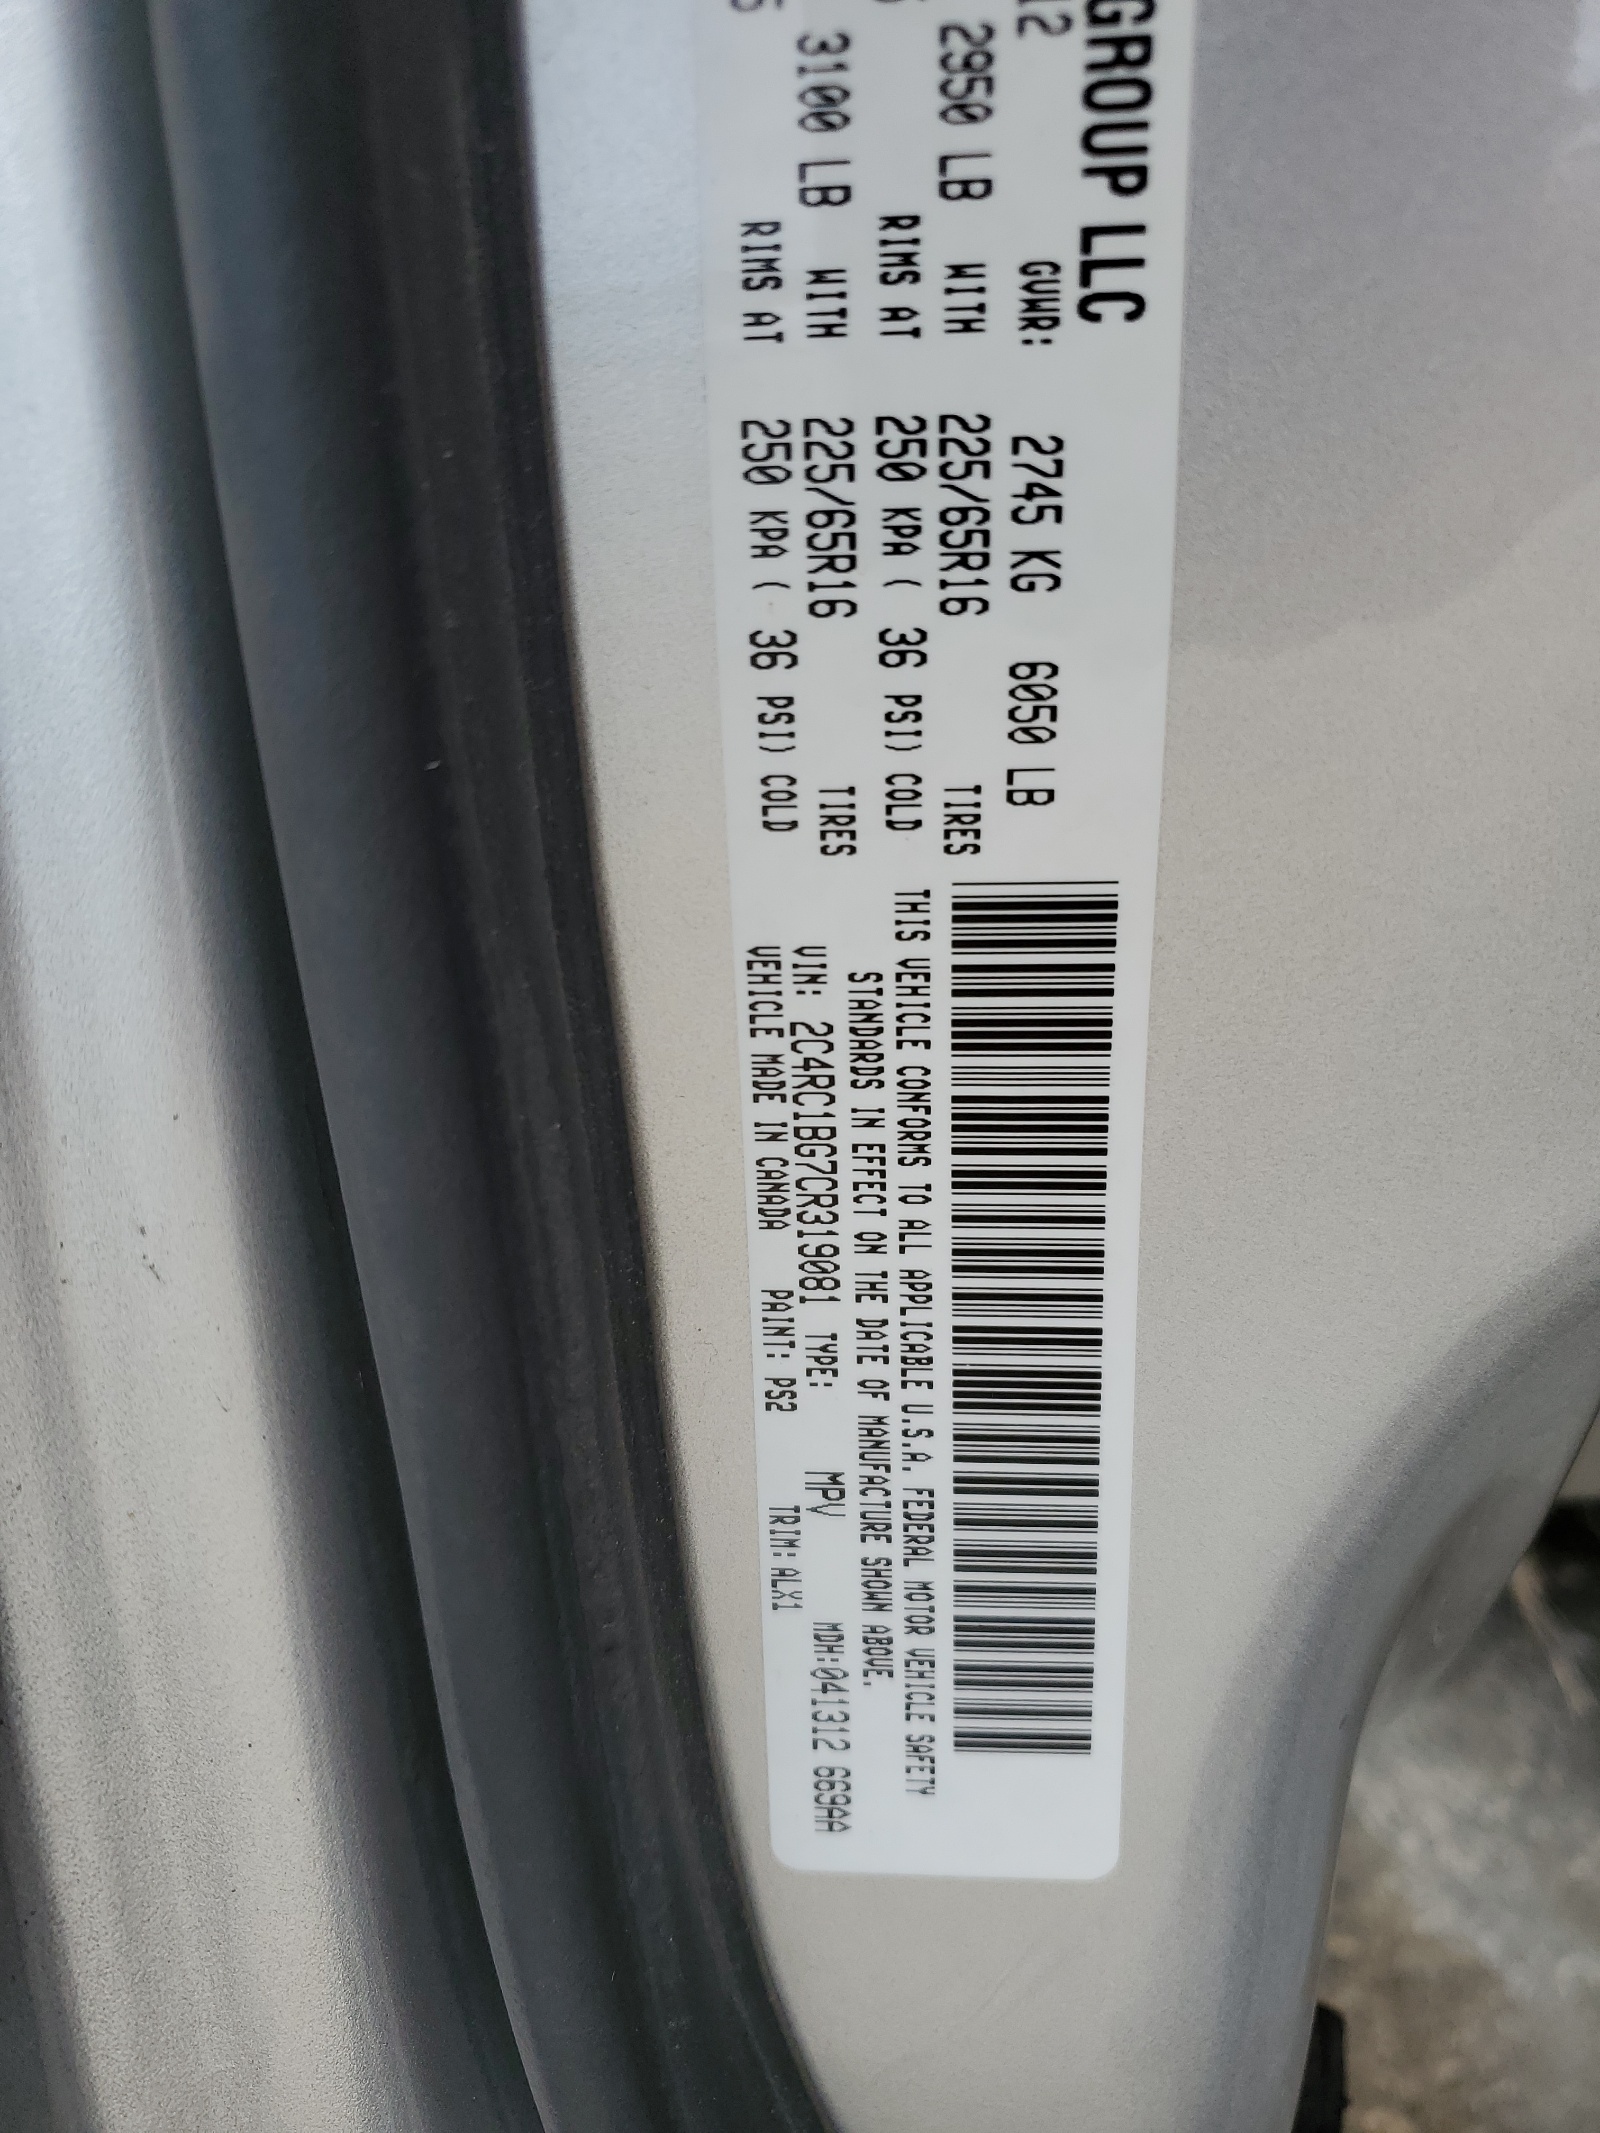 GROUP LLC
12 GVWR: 2745 KG 6050 LB
2950 LB WITH 225/65R16 TIRES
RIMS AT 250 KPA ( 36 PSI) COLD
3100 LB WITH 225/65R16 TIRES
RIMS AT 250 KPA ( 36 PSI) COLD
THIS VEHICLE CONFORMS TO ALL APPLICABLE U.S.A. FEDERAL MOTOR VEHICLE SAFETY
STANDARDS IN EFFECT ON THE DATE OF MANUFACTURE SHOWN ABOVE.
VIN: 2C4RC1BG7CR319081 TYPE: MPV MDH:041312 669AA
VEHICLE MADE IN CANADA PAINT: PS2 TRIM:ALX1